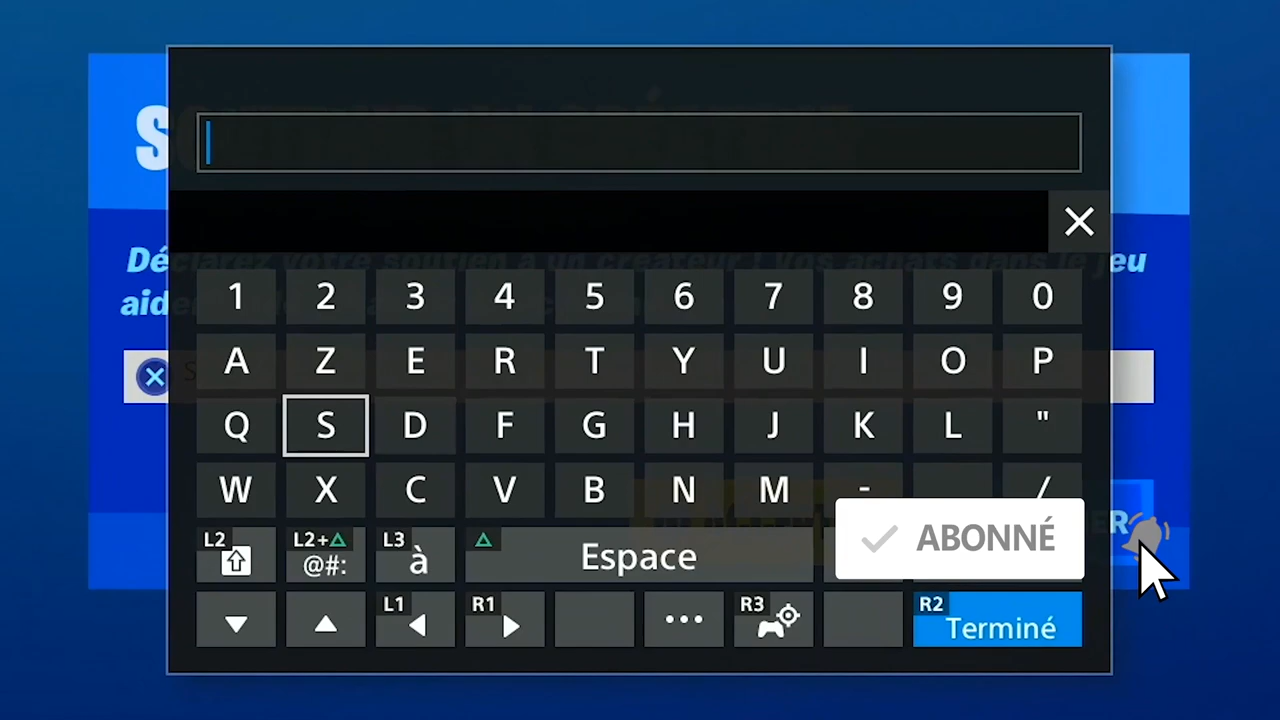 Déclarez votre soutien à un créateur ! Vos achats dans le jeu
1 2 3 4 5 6 7 8 9 0
A Z E R T Y U I O P
Q S D F G H J K L "
W X C V B N M - /
L2 L2+△ @#: L3 à △ Espace
ABONNÉ
L1 R1 ... R3 R2 Terminé